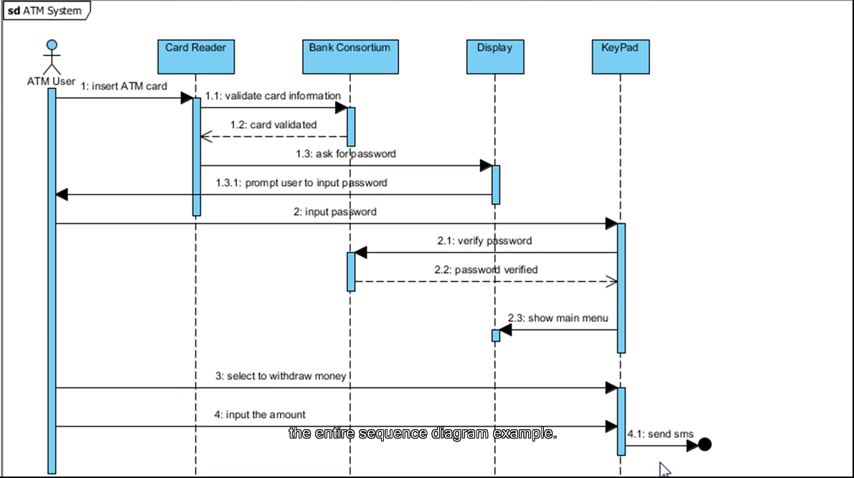 sd ATM System
Card Reader
Bank Consortium
Display
KeyPad
ATM User
1: insert ATM card
1.1: validate card information
1.2: card validated
1.3: ask for password
1.3.1: prompt user to input password
2: input password
2.1: verify password
2.2: password verified
2.3: show main menu
3: select to withdraw money
4: input the amount
the entire sequence diagram example.
4.1: send sms